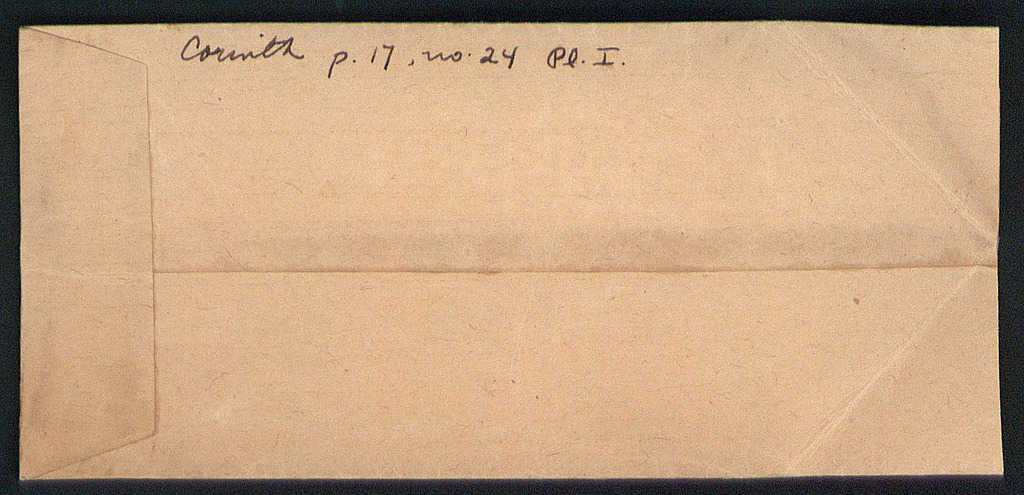 Corinth p. 17, no. 24 Pl. I.